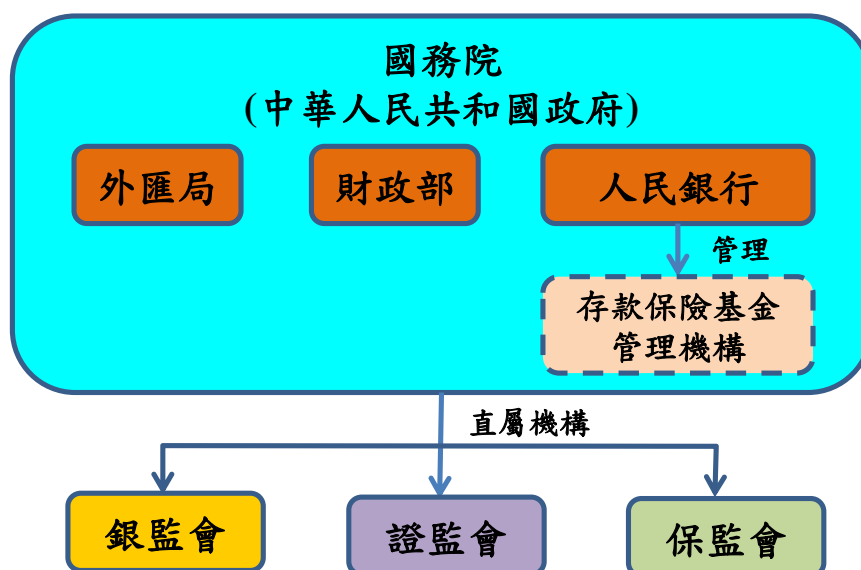 國務院
(中華人民共和國政府)
外匯局
財政部
人民銀行
管理
存款保險基金
管理機構
直屬機構
銀監會
證監會
保監會